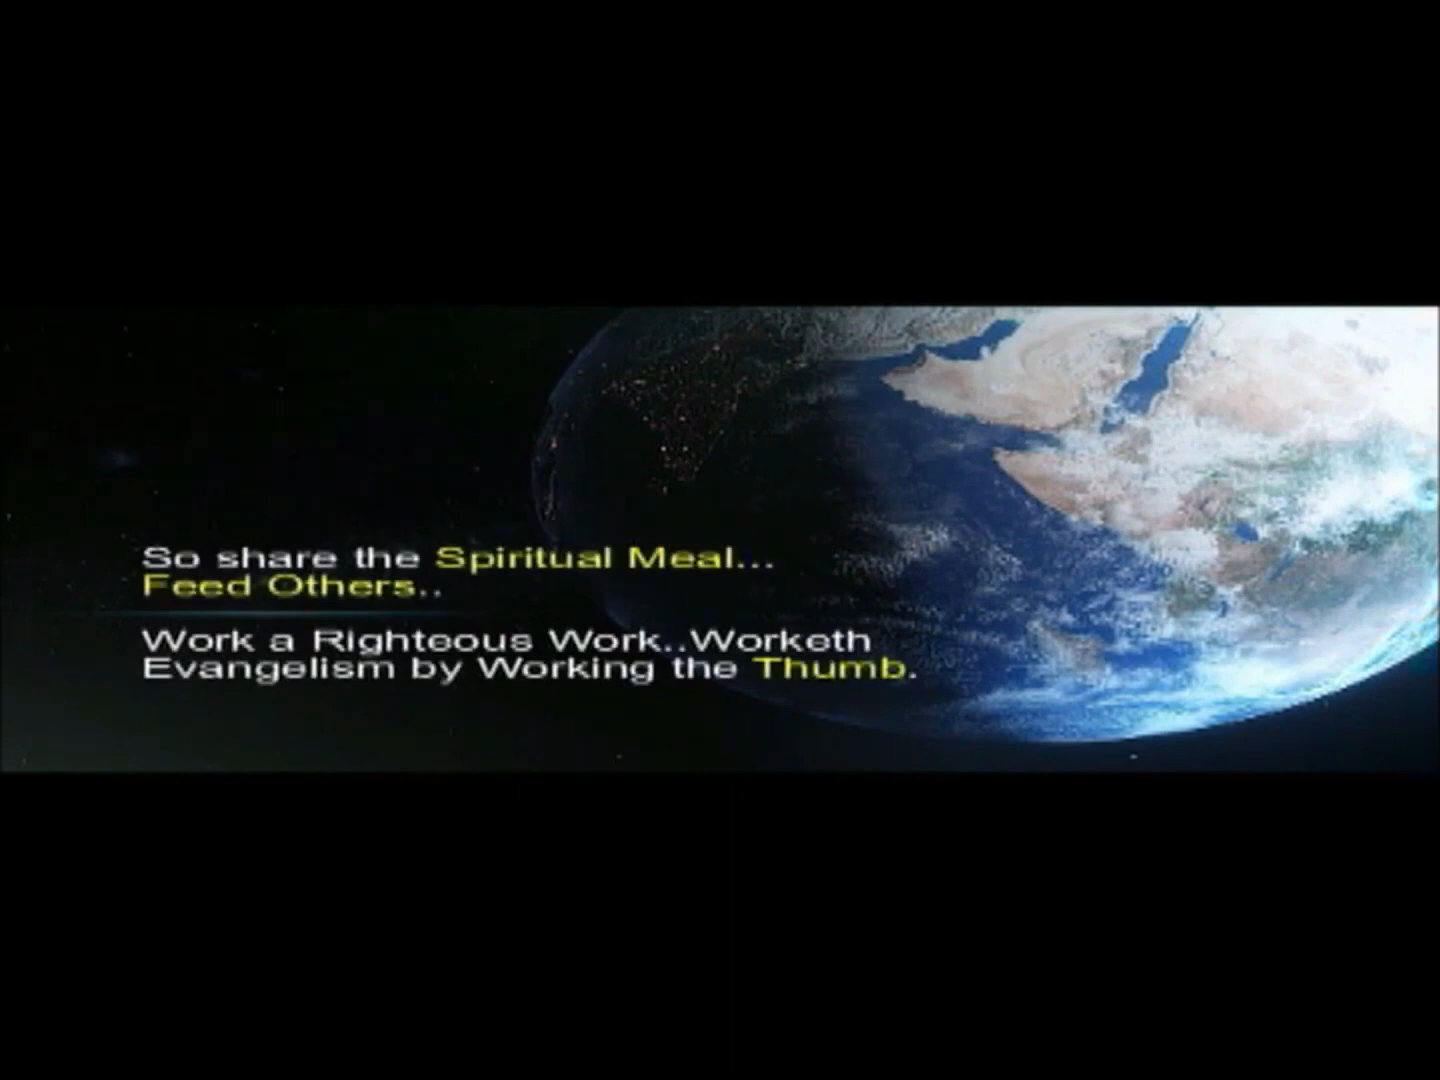 So share the Spiritual Meal...
Feed Others..
Work a Righteous Work..Worketh
Evangelism by Working the Thumb.